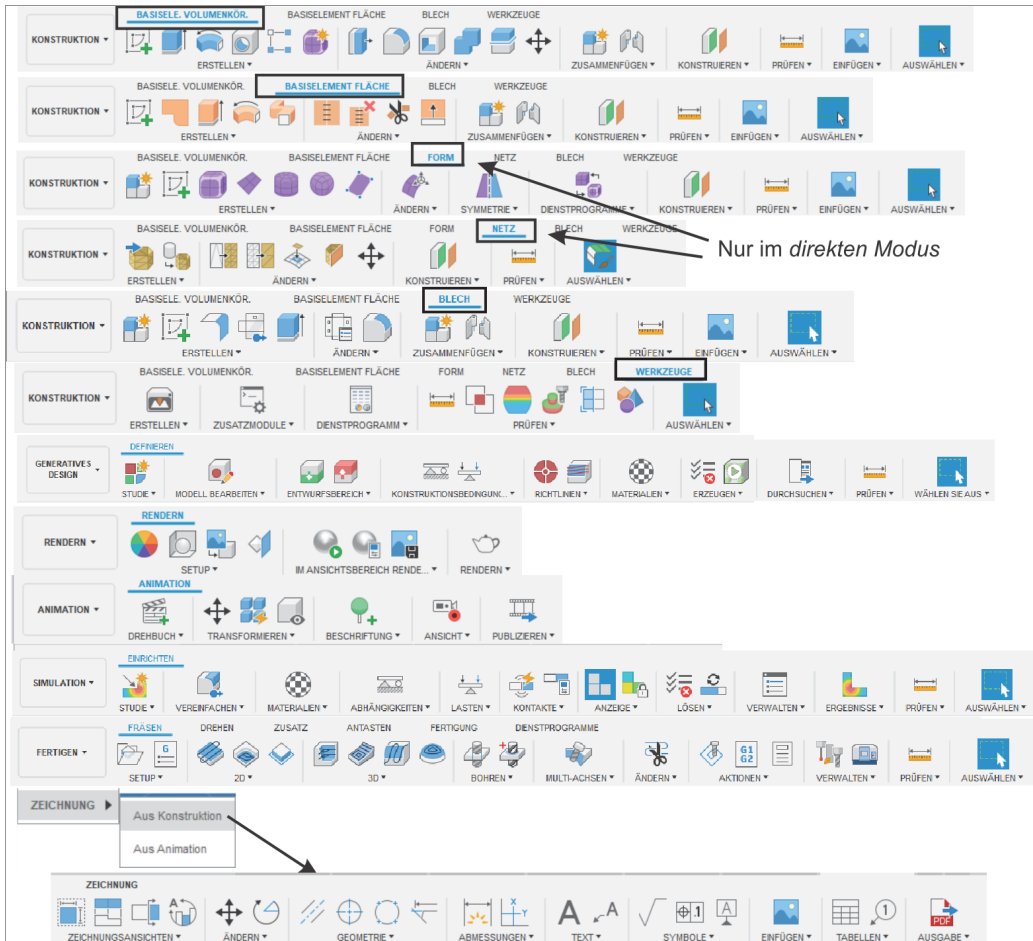 BASISELE. VOLUMENKÖR. BASISELEMENT FLÄCHE BLECH WERKZEUGE
KONSTRUKTION
ERSTELLEN ÄNDERN ZUSAMMENFÜGEN KONSTRUIEREN PRÜFEN EINFÜGEN AUSWÄHLEN
BASISELE. VOLUMENKÖR. BASISELEMENT FLÄCHE BLECH WERKZEUGE
KONSTRUKTION
ERSTELLEN ÄNDERN ZUSAMMENFÜGEN KONSTRUIEREN PRÜFEN EINFÜGEN AUSWÄHLEN
BASISELE. VOLUMENKÖR. BASISELEMENT FLÄCHE FORM NETZ BLECH WERKZEUGE
KONSTRUKTION
ERSTELLEN ÄNDERN SYMMETRIE DIENSTPROGRAMME KONSTRUIEREN PRÜFEN EINFÜGEN AUSWÄHLEN
BASISELE. VOLUMENKÖR. BASISELEMENT FLÄCHE FORM NETZ BLECH WERKZEUGE
Nur im direkten Modus
KONSTRUKTION
ERSTELLEN ÄNDERN KONSTRUIEREN PRÜFEN AUSWÄHLEN
BASISELE. VOLUMENKÖR. BASISELEMENT FLÄCHE BLECH WERKZEUGE
KONSTRUKTION
ERSTELLEN ÄNDERN ZUSAMMENFÜGEN KONSTRUIEREN PRÜFEN EINFÜGEN AUSWÄHLEN
BASISELE. VOLUMENKÖR. BASISELEMENT FLÄCHE FORM NETZ BLECH WERKZEUGE
KONSTRUKTION
ERSTELLEN ZUSATZMODULE DIENSTPROGRAMM PRÜFEN AUSWÄHLEN
DEFINIEREN
GENERATIVES
DESIGN
STUDIE MODELL BEARBEITEN ENTWURFSBEREICH KONSTRUKTIONSBEDINGUN... RICHTLINIEN MATERIALIEN ERZEUGEN DURCHSUCHEN PRÜFEN WÄHLEN SIE AUS
RENDERN
RENDERN
SETUP IM ANSICHTSBEREICH RENDE... RENDERN
ANIMATION
ANIMATION
DREHBUCH TRANSFORMIEREN BESCHRIFTUNG ANSICHT PUBLIZIEREN
EINRICHTEN
SIMULATION
STUDIE VEREINFACHEN MATERIALIEN ABHÄNGIGKEITEN LASTEN KONTAKTE ANZEIGE LÖSEN VERWALTEN ERGEBNISSE PRÜFEN AUSWÄHLEN
FRÄSEN DREHEN ZUSATZ ANTASTEN FERTIGUNG DIENSTPROGRAMME
FERTIGEN
G
G1
G2
SETUP 2D 3D BOHREN MULTI-ACHSEN ÄNDERN AKTIONEN VERWALTEN PRÜFEN AUSWÄHLEN
ZEICHNUNG
Aus Konstruktion
Aus Animation
ZEICHNUNG
A X Y A A .1 A 1 PDF
ZEICHNUNGSANSICHTEN ÄNDERN GEOMETRIE ABMESSUNGEN TEXT SYMBOLE EINFÜGEN TABELLEN AUSGABE